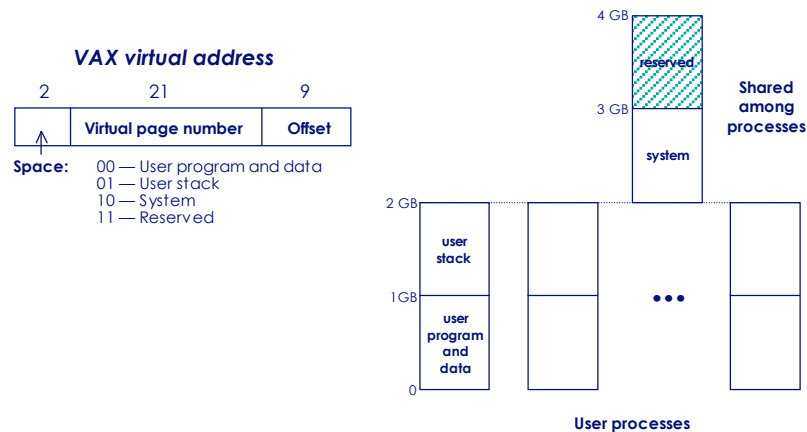 VAX virtual address
2 21 9
Virtual page number Offset
Space: 00 — User program and data
01 — User stack
10 — System
11 — Reserved
4 GB
reserved
3 GB
system
Shared
among
processes
2 GB
user
stack
1GB
user
program
and
data
•••
0
User processes